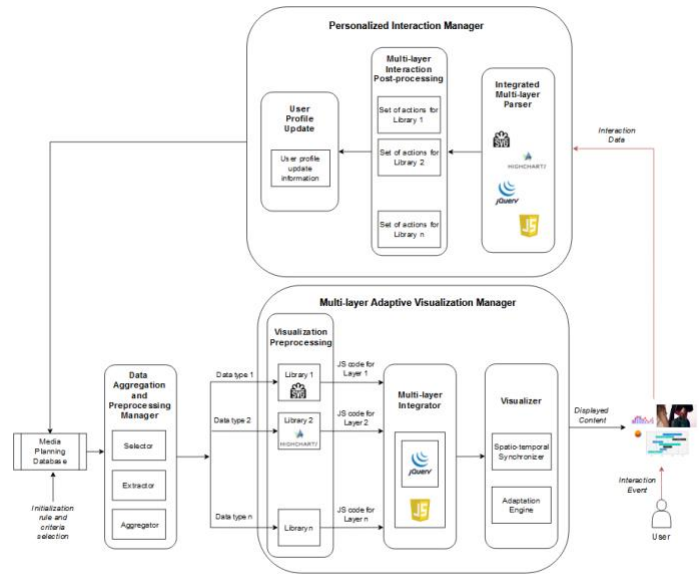 Personalized Interaction Manager
Multi-layer
Interaction
Post-processing
Integrated
Multi-layer
Parser
User
Profile
Update
Set of actions for
Library 1
Set of actions for
Library 2
Set of actions for
Library n
User profile
update
information
SVG
HIGHCHARTS
jQuery
JS
Interaction
Data
Multi-layer Adaptive Visualization Manager
Visualization
Preprocessing
Data
Aggregation
and
Preprocessing
Manager
Data type 1
Library 1
SVG
JS code for
Layer 1
Multi-layer
Integrator
Visualizer
Data type 2
Library 2
HIGHCHARTS
JS code for
Layer 2
Displayed
Content
Media
Planning
Database
Selector
Extractor
Aggregator
jQuery
JS
Spatio-temporal
Synchronizer
Adaptation
Engine
Initialization
rule and
criteria
selection
Data type n
Library n
JS code for
Layer n
Interaction
Event
User